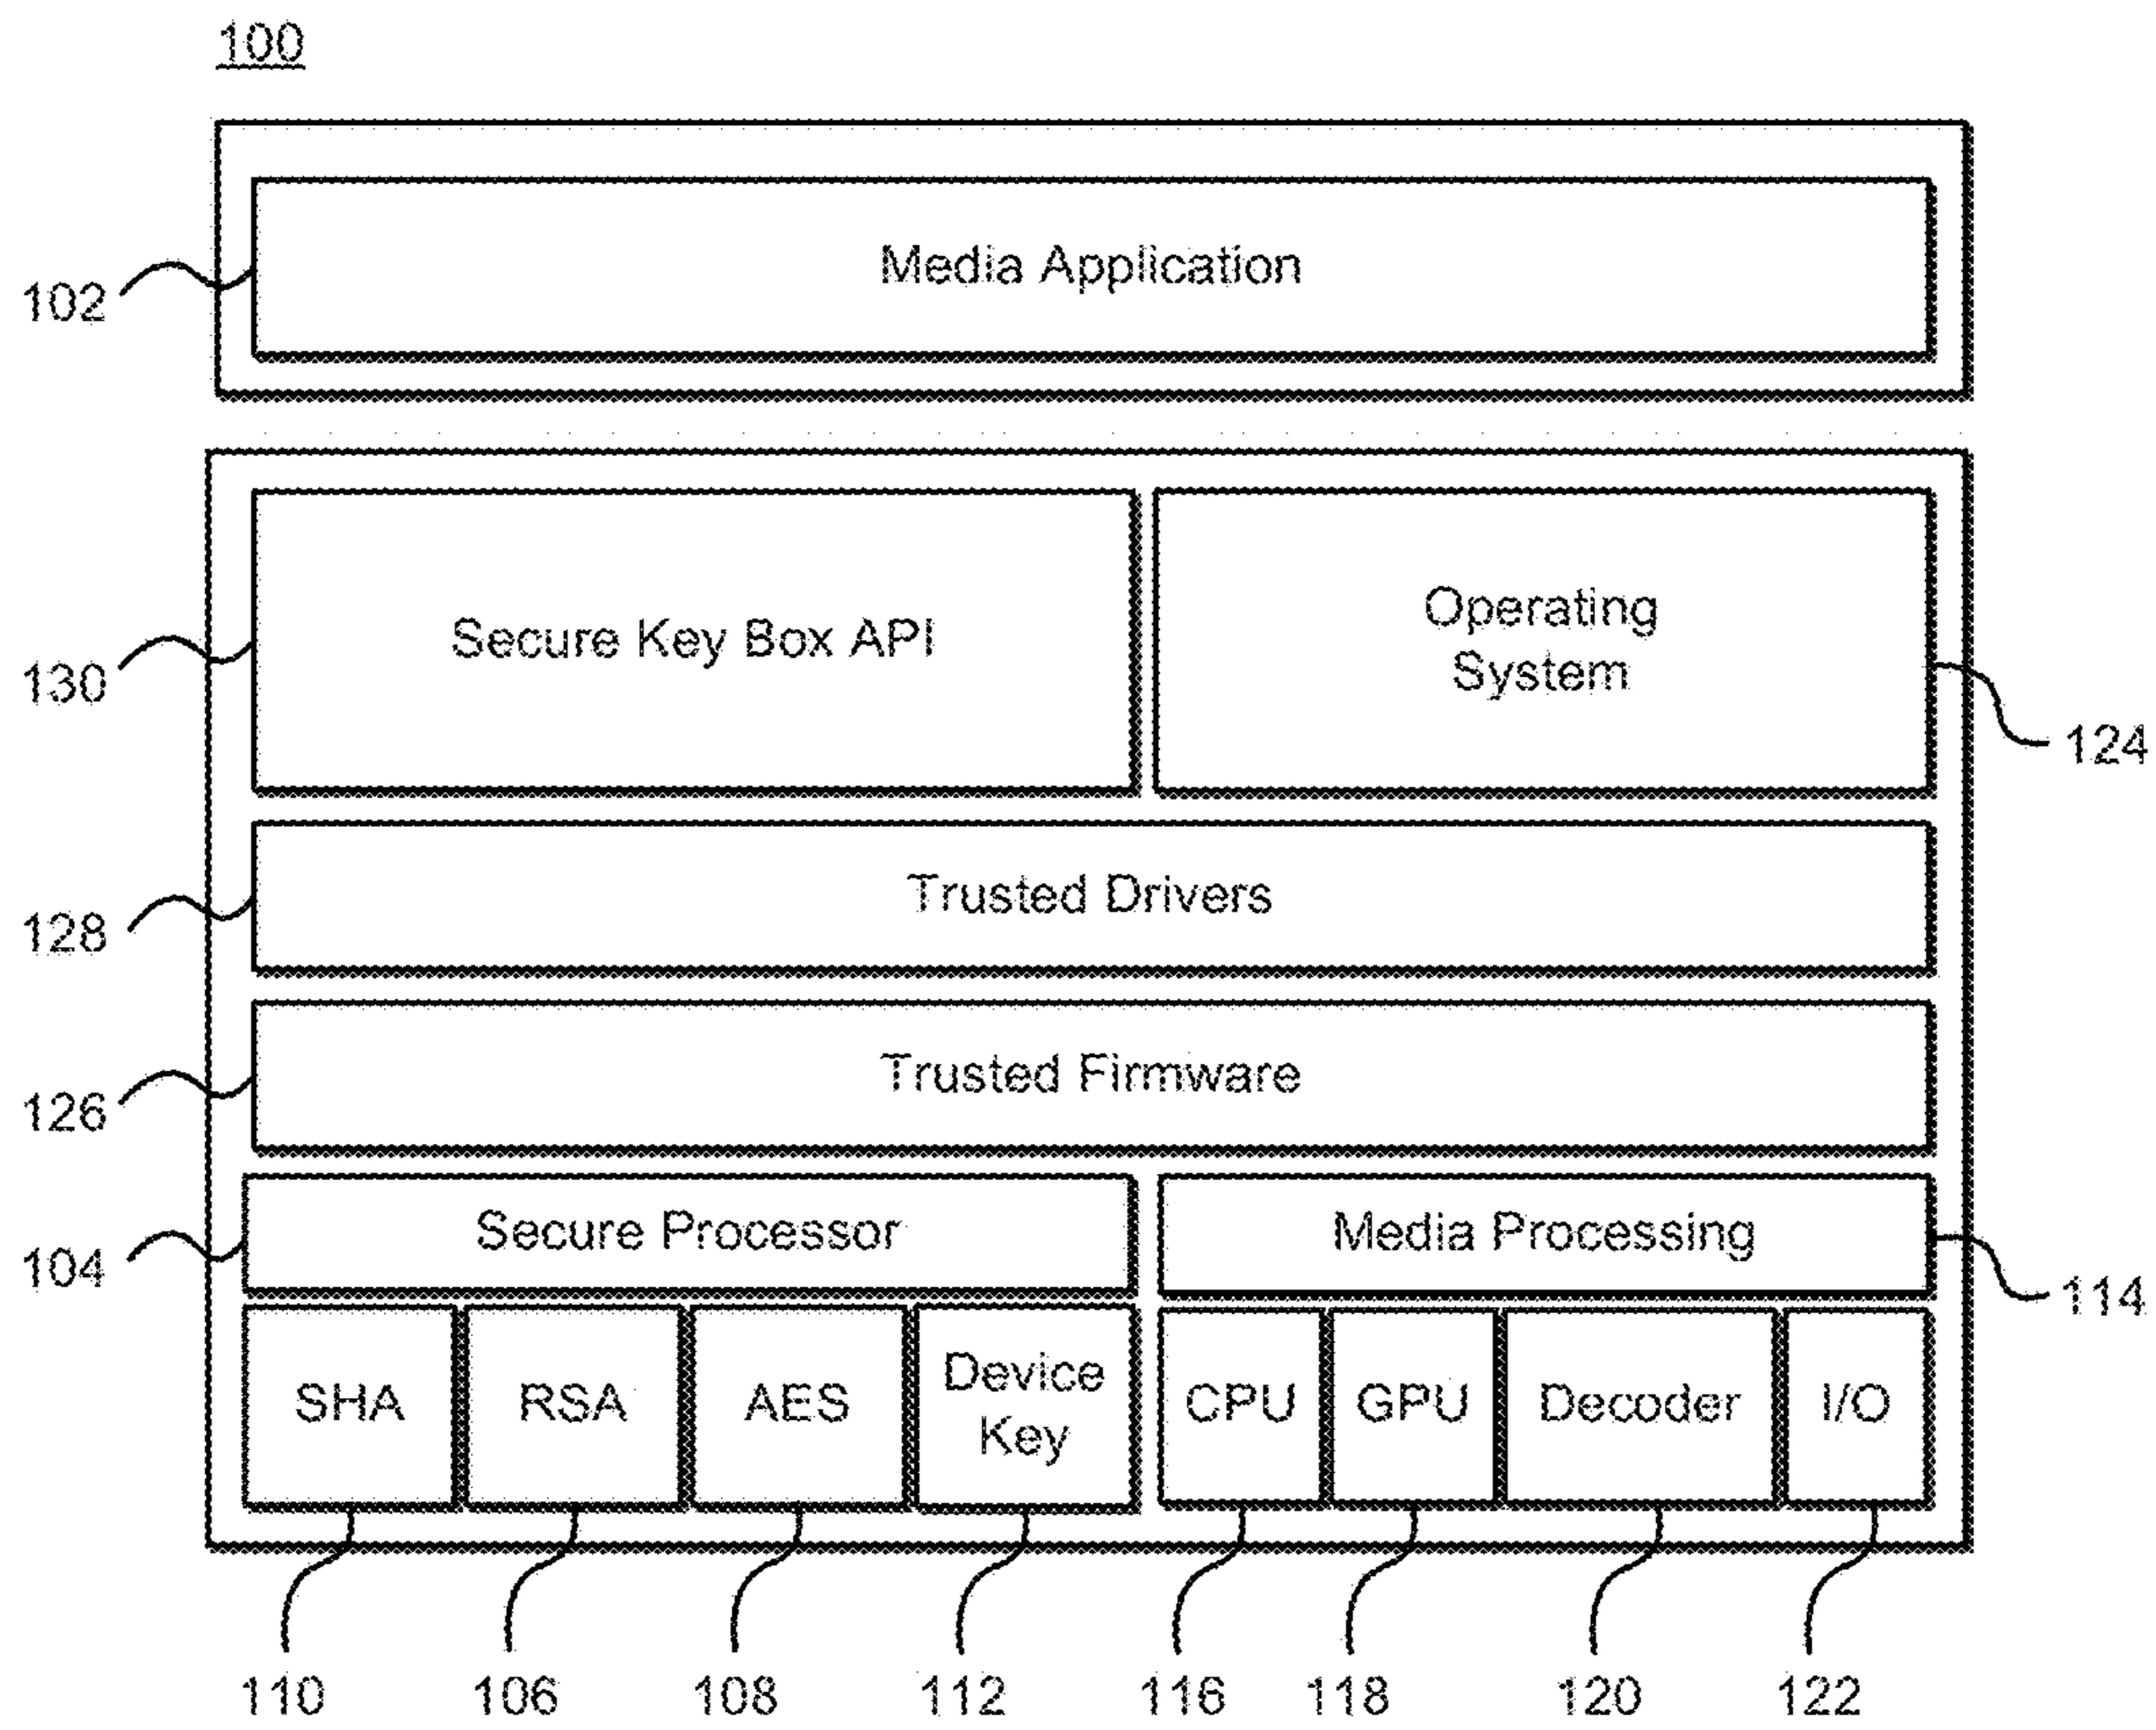 100
Media Application
102
Secure Key Box API
130
Operating
System
124
Trusted Drivers
128
Trusted Firmware
126
Secure Processor
104
Media Processing
114
SHA
RSA
AES
Device
Key
CPU
GPU
Decoder
I/O
110
106
108
112
116
118
120
122